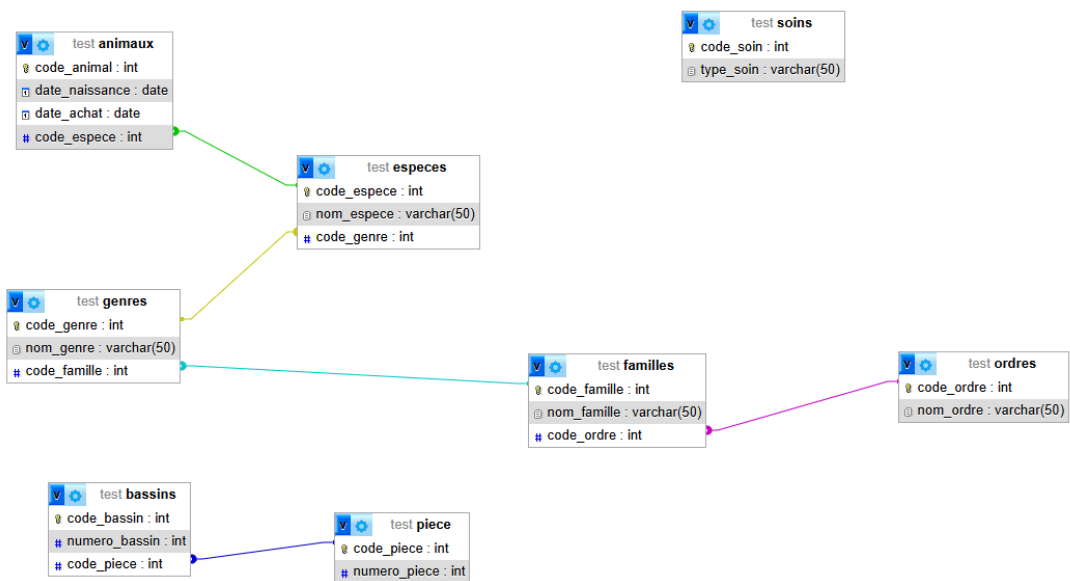 test animaux
code_animal : int
date_naissance : date
date_achat : date
# code_espece : int
test soins
code_soin : int
type_soin : varchar(50)
test especes
code_espece : int
nom_espece : varchar(50)
# code_genre : int
test genres
code_genre : int
nom_genre : varchar(50)
# code_famille : int
test familles
code_famille : int
nom_famille : varchar(50)
# code_ordre : int
test ordres
code_ordre : int
nom_ordre : varchar(50)
test bassins
code_bassin : int
# numero_bassin : int
# code_piece : int
test piece
code_piece : int
# numero_piece : int